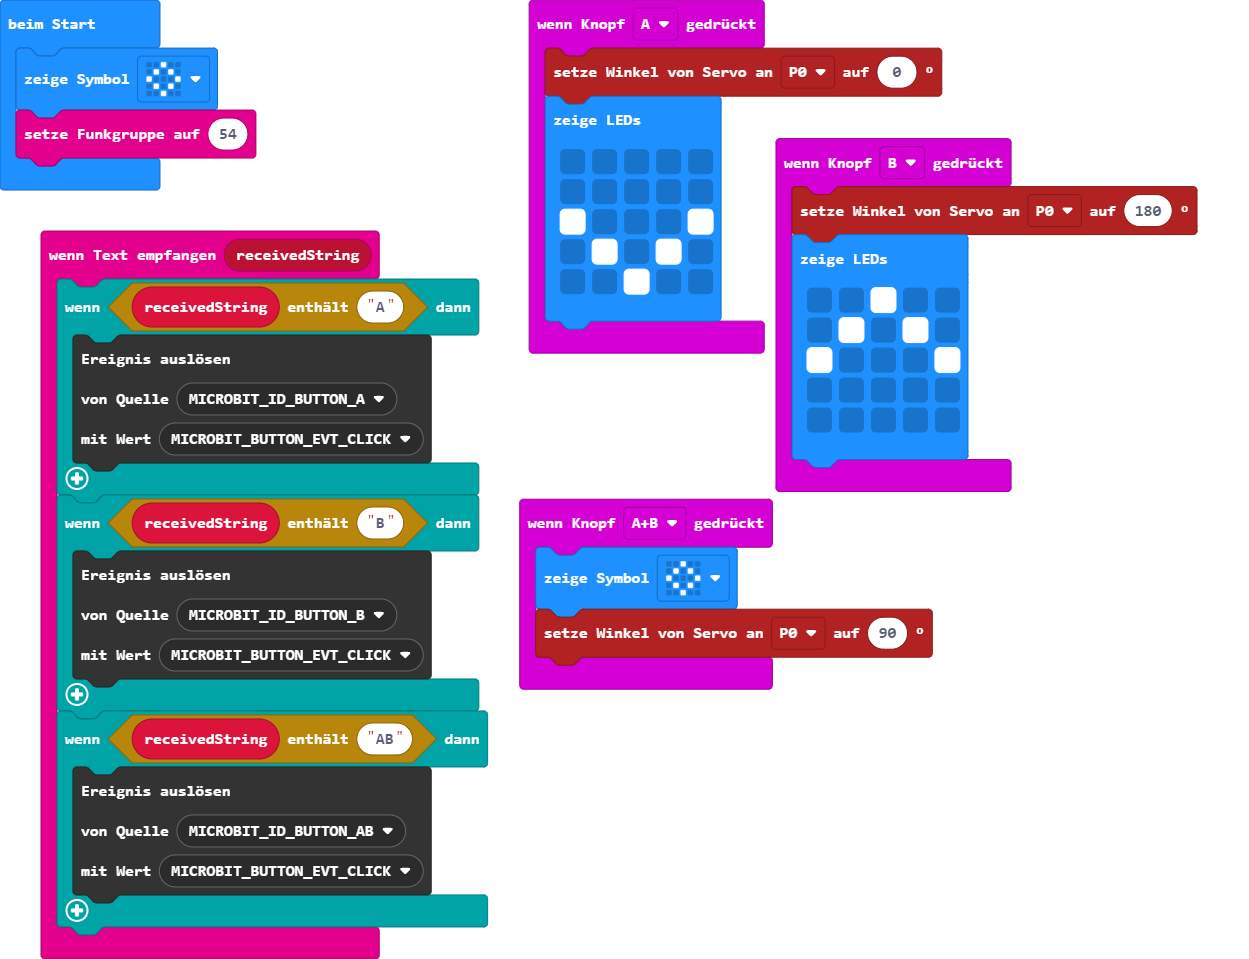 beim Start
zeige Symbol
setze Funkgruppe auf 54
wenn Text empfangen receivedString
wenn receivedString enthält "A" dann
Ereignis auslösen
von Quelle MICROBIT_ID_BUTTON_A
mit Wert MICROBIT_BUTTON_EVT_CLICK
wenn receivedString enthält "B" dann
Ereignis auslösen
von Quelle MICROBIT_ID_BUTTON_B
mit Wert MICROBIT_BUTTON_EVT_CLICK
wenn receivedString enthält "AB" dann
Ereignis auslösen
von Quelle MICROBIT_ID_BUTTON_AB
mit Wert MICROBIT_BUTTON_EVT_CLICK
wenn Knopf A gedrückt
setze Winkel von Servo an P0 auf 0 °
zeige LEDs
wenn Knopf B gedrückt
setze Winkel von Servo an P0 auf 180 °
zeige LEDs
wenn Knopf A+B gedrückt
zeige Symbol
setze Winkel von Servo an P0 auf 90 °